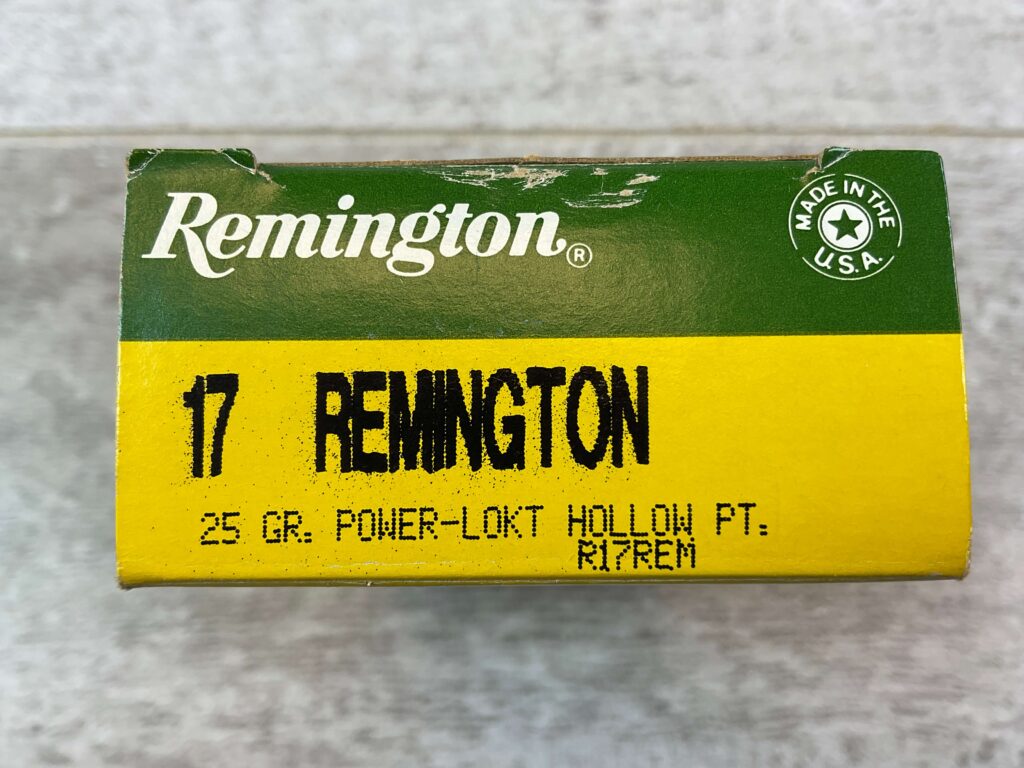 Remington®
MADE IN THE
U.S.A.
17 REMINGTON
25 GR. POWER-LOKT HOLLOW PT.
R17REM